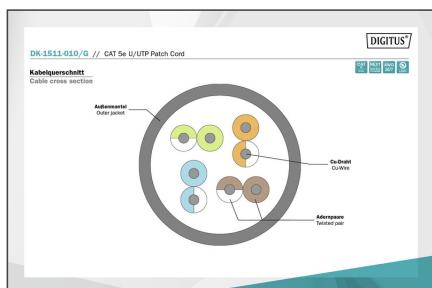 DIGITUS®
DK-1511-010/G // CAT 5e U/UTP Patch Cord
Kabelquerschnitt
Cable cross section
Außenmantel
Outer jacket
Cu-Draht
Cu-Wire
Adernpaare
Twisted pair